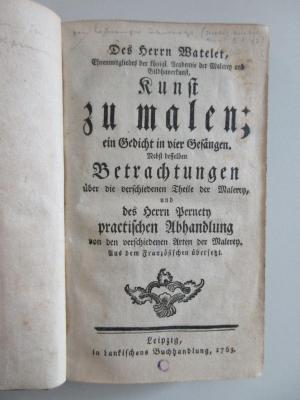 Des Herrn Watelet,
Ehrenmitgliedes der königl. Academie der Malerey und
Bildhauerkunst,
Kunst
zu malen;
ein Gedicht in vier Gesängen.
Nebst desselben
Betrachtungen
über die verschiedenen Theile der Malerey,
und
des Herrn Pernety
practischen Abhandlung
von den verschiedenen Arten der Malerey.
Aus dem Französischen übersetzt.
Leipzig,
in Lankischens Buchhandlung, 1763.